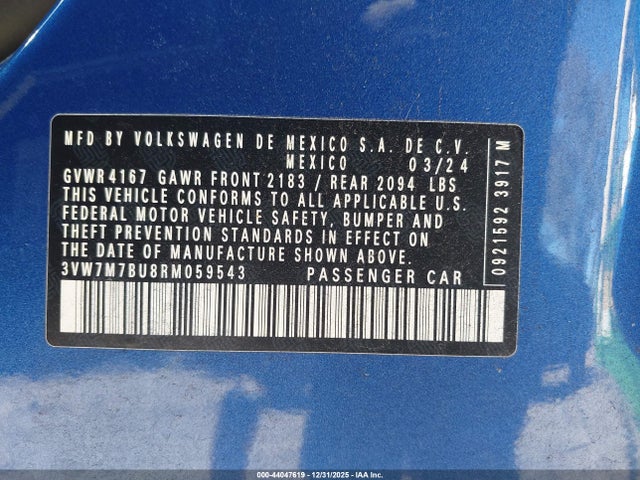 MFD BY VOLKSWAGEN DE MEXICO S.A. DE C.V.
MEXICO 03/24
GVWR 4167 GAWR FRONT 2183 / REAR 2094 LBS
THIS VEHICLE CONFORMS TO ALL APPLICABLE U.S.
FEDERAL MOTOR VEHICLE SAFETY, BUMPER AND
THEFT PREVENTION STANDARDS IN EFFECT ON
THE DATE OF MANUFACTURE SHOWN ABOVE.
3VW7M7BU8RM059543 PASSENGER CAR
0921592 3917 M
000-44047619 - 12/31/2025 - IAA Inc.